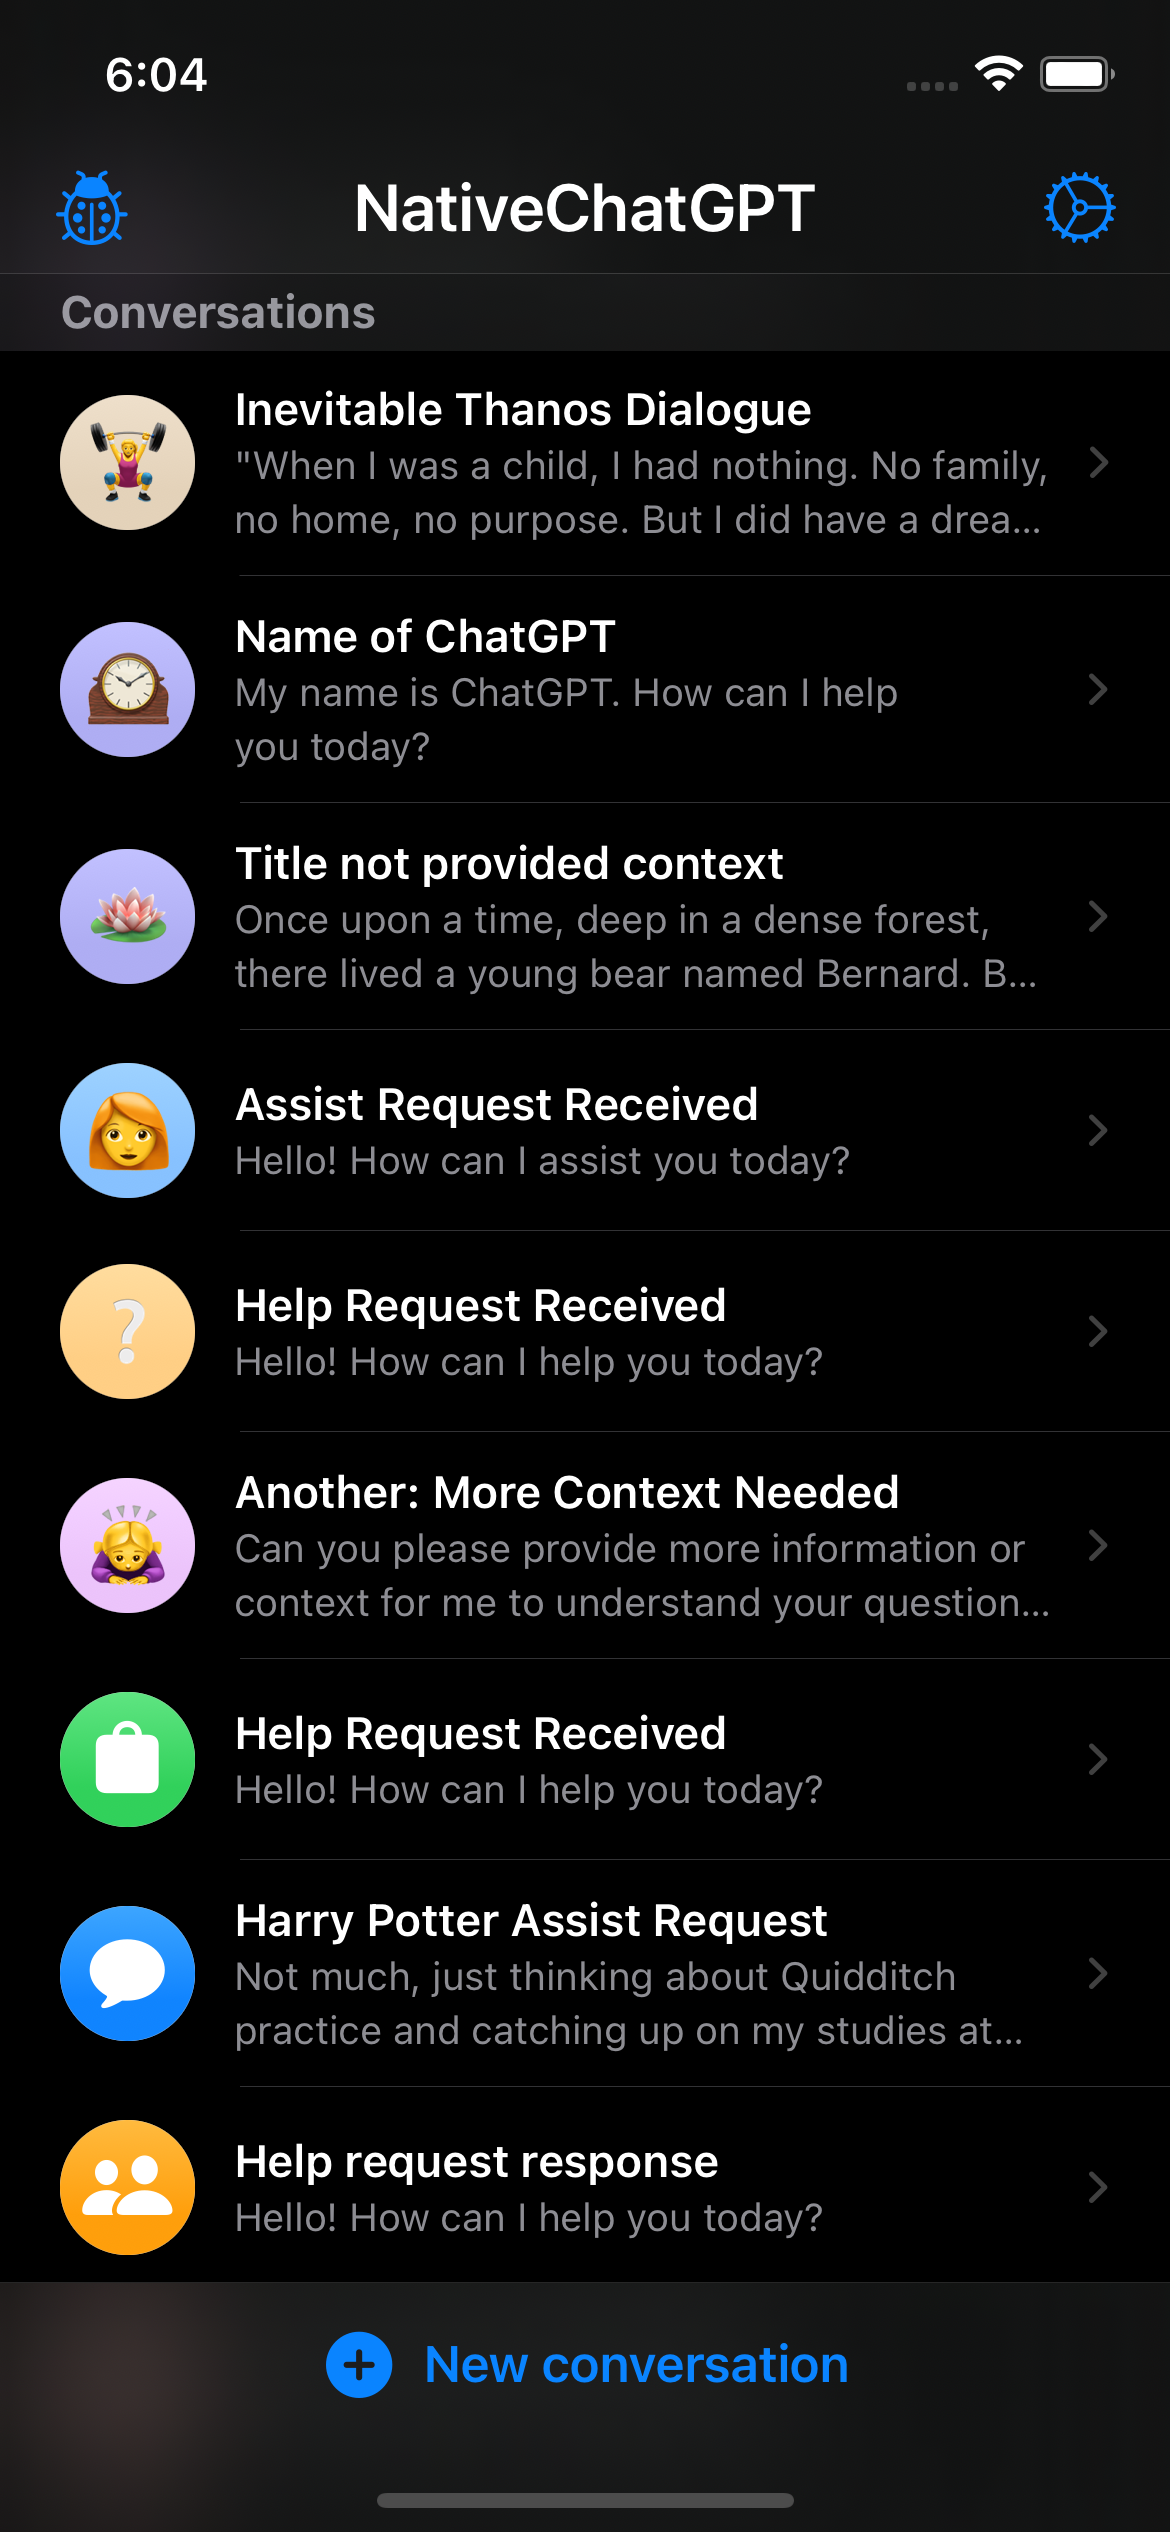 6:04
NativeChatGPT
Conversations
Inevitable Thanos Dialogue
"When I was a child, I had nothing. No family,
no home, no purpose. But I did have a drea...
Name of ChatGPT
My name is ChatGPT. How can I help
you today?
Title not provided context
Once upon a time, deep in a dense forest,
there lived a young bear named Bernard. B...
Assist Request Received
Hello! How can I assist you today?
Help Request Received
Hello! How can I help you today?
Another: More Context Needed
Can you please provide more information or
context for me to understand your question...
Help Request Received
Hello! How can I help you today?
Harry Potter Assist Request
Not much, just thinking about Quidditch
practice and catching up on my studies at...
Help request response
Hello! How can I help you today?
New conversation